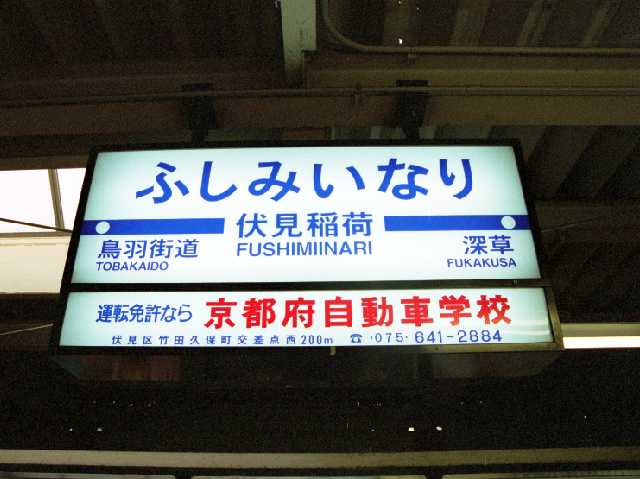 ふしみいなり
伏見稲荷
FUSHIMIINARI
鳥羽街道
TOBAKAIDO
深草
FUKAKUSA
運転免許なら 京都府自動車学校
伏見区竹田久保町交差点西200m ☎・075・641-2884